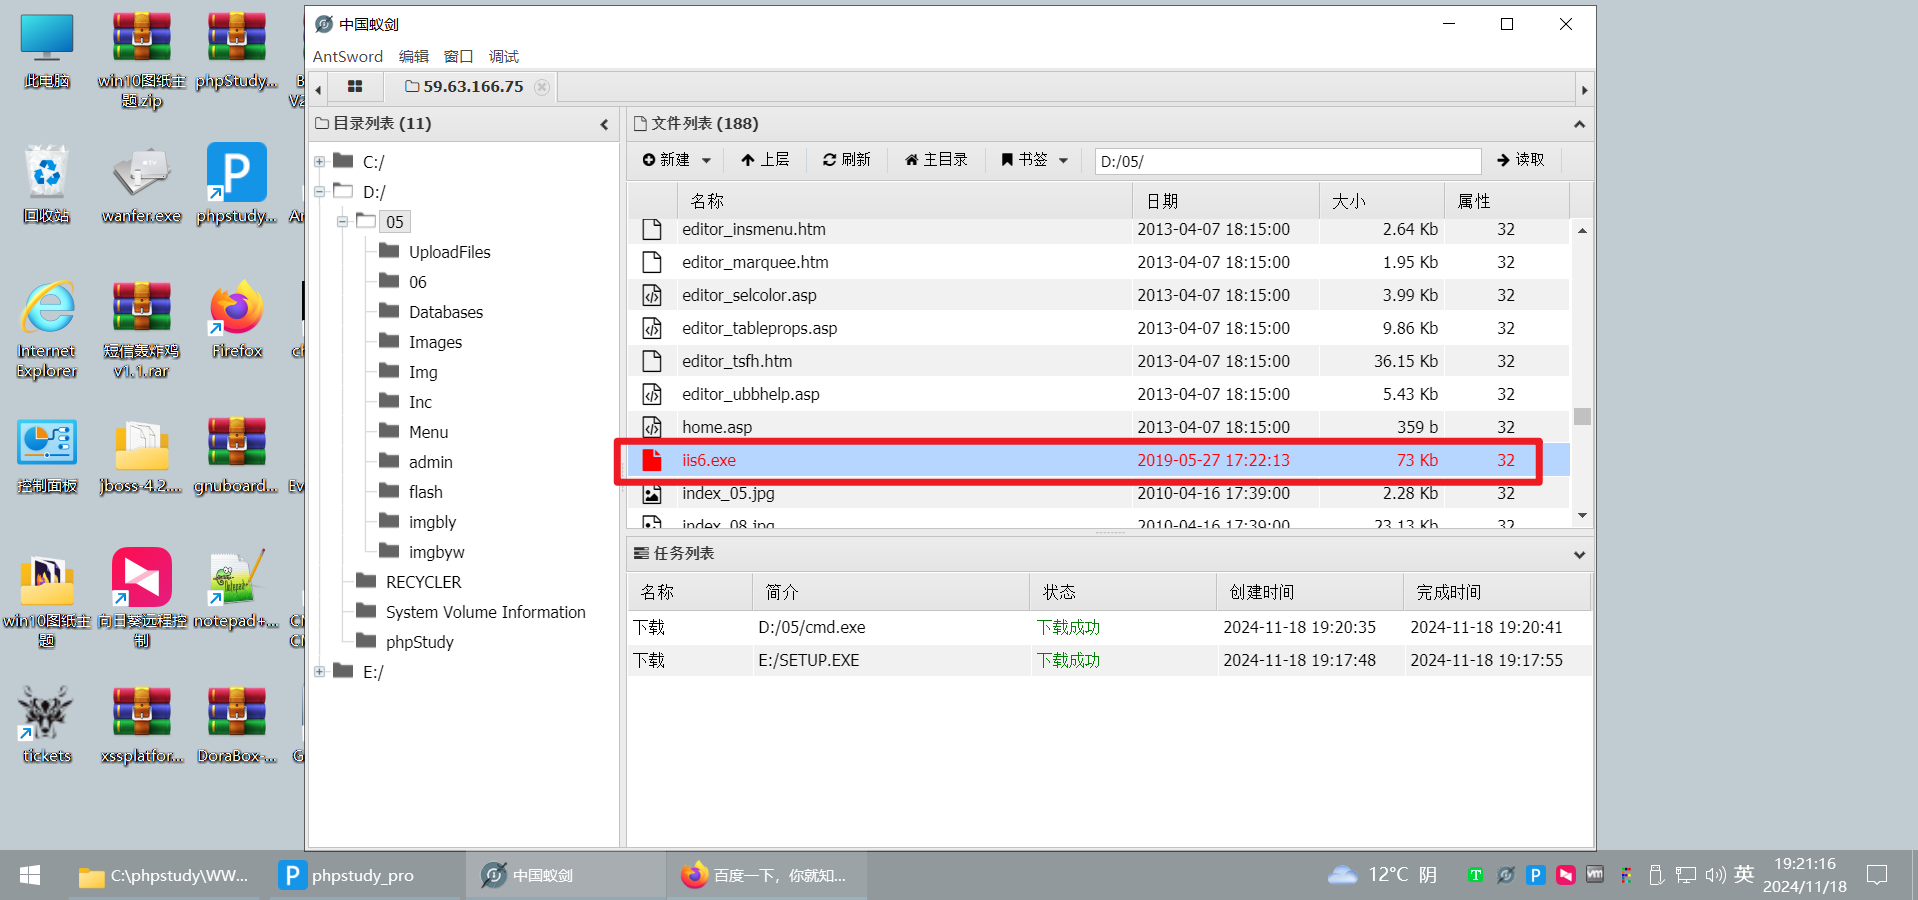 此电脑
win10图纸主
题.zip
phpStudy...
回收站
wanfer.exe
phpstudy...
Internet
Explorer
短信轰炸鸡
v1.1.rar
Firefox
控制面板
jboss-4.2....
gnuboard...
win10图纸主
题
向日葵远程控
制
notepad+...
tickets
xssplatfor...
DoraBox-...
中国蚁剑
AntSword 编辑 窗口 调试
59.63.166.75
目录列表 (11)
C:/
D:/
05
UploadFiles
06
Databases
Images
Img
Inc
Menu
admin
flash
imgbly
imgbyw
RECYCLER
System Volume Information
phpStudy
E:/
文件列表 (188)
新建 上层 刷新 主目录 书签 D:/05/ 读取
名称 日期 大小 属性
editor_insmenu.htm 2013-04-07 18:15:00 2.64 Kb 32
editor_marquee.htm 2013-04-07 18:15:00 1.95 Kb 32
editor_selcolor.asp 2013-04-07 18:15:00 3.99 Kb 32
editor_tableprops.asp 2013-04-07 18:15:00 9.86 Kb 32
editor_tsfh.htm 2013-04-07 18:15:00 36.15 Kb 32
editor_ubbhelp.asp 2013-04-07 18:15:00 5.43 Kb 32
home.asp 2013-04-07 18:15:00 359 b 32
iis6.exe 2019-05-27 17:22:13 73 Kb 32
index_05.jpg 2010-04-16 17:39:00 2.28 Kb 32
index_08.jpg 2010-04-16 17:39:00 23.13 Kb 32
任务列表
名称 简介 状态 创建时间 完成时间
下载 D:/05/cmd.exe 下载成功 2024-11-18 19:20:35 2024-11-18 19:20:41
下载 E:/SETUP.EXE 下载成功 2024-11-18 19:17:48 2024-11-18 19:17:55
C:\phpstudy\WW...
phpstudy_pro
中国蚁剑
百度一下，你就知...
12°C 阴
英
19:21:16
2024/11/18